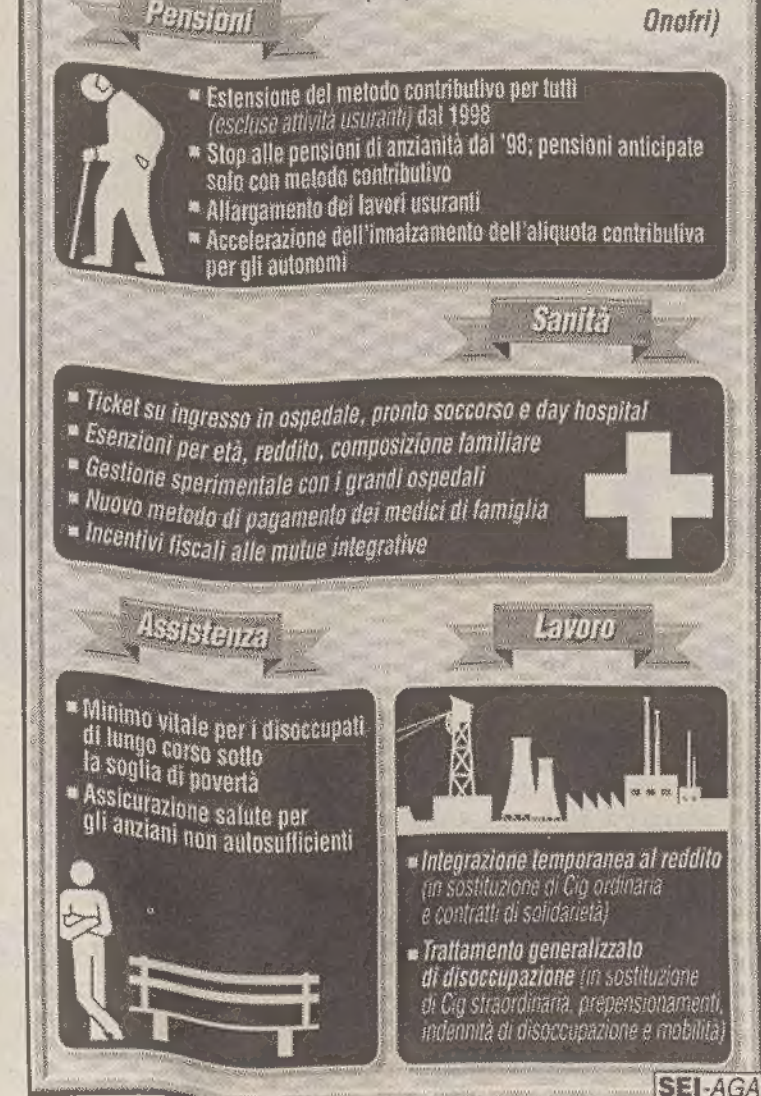 Onofri)
Pensioni
▪ Estensione del metodo contributivo per tutti
(escluse attività usuranti) dal 1998
▪ Stop alle pensioni di anzianità dal '98; pensioni anticipate
solo con metodo contributivo
▪ Allargamento dei lavori usuranti
▪ Accelerazione dell'innalzamento dell'aliquota contributiva
per gli autonomi
Sanità
▪ Ticket su ingresso in ospedale, pronto soccorso e day hospital
▪ Esenzioni per età, reddito, composizione familiare
▪ Gestione sperimentale con i grandi ospedali
▪ Nuovo metodo di pagamento dei medici di famiglia
▪ Incentivi fiscali alle mutue integrative
Assistenza
▪ Minimo vitale per i disoccupati
di lungo corso sotto
la soglia di povertà
▪ Assicurazione salute per
gli anziani non autosufficienti
Lavoro
▪ Integrazione temporanea al reddito
(in sostituzione di Cig ordinaria
e contratti di solidarietà)
▪ Trattamento generalizzato
di disoccupazione (in sostituzione
di Cig straordinaria, prepensionamenti,
indennità di disoccupazione e mobilità)
SEI-AGA